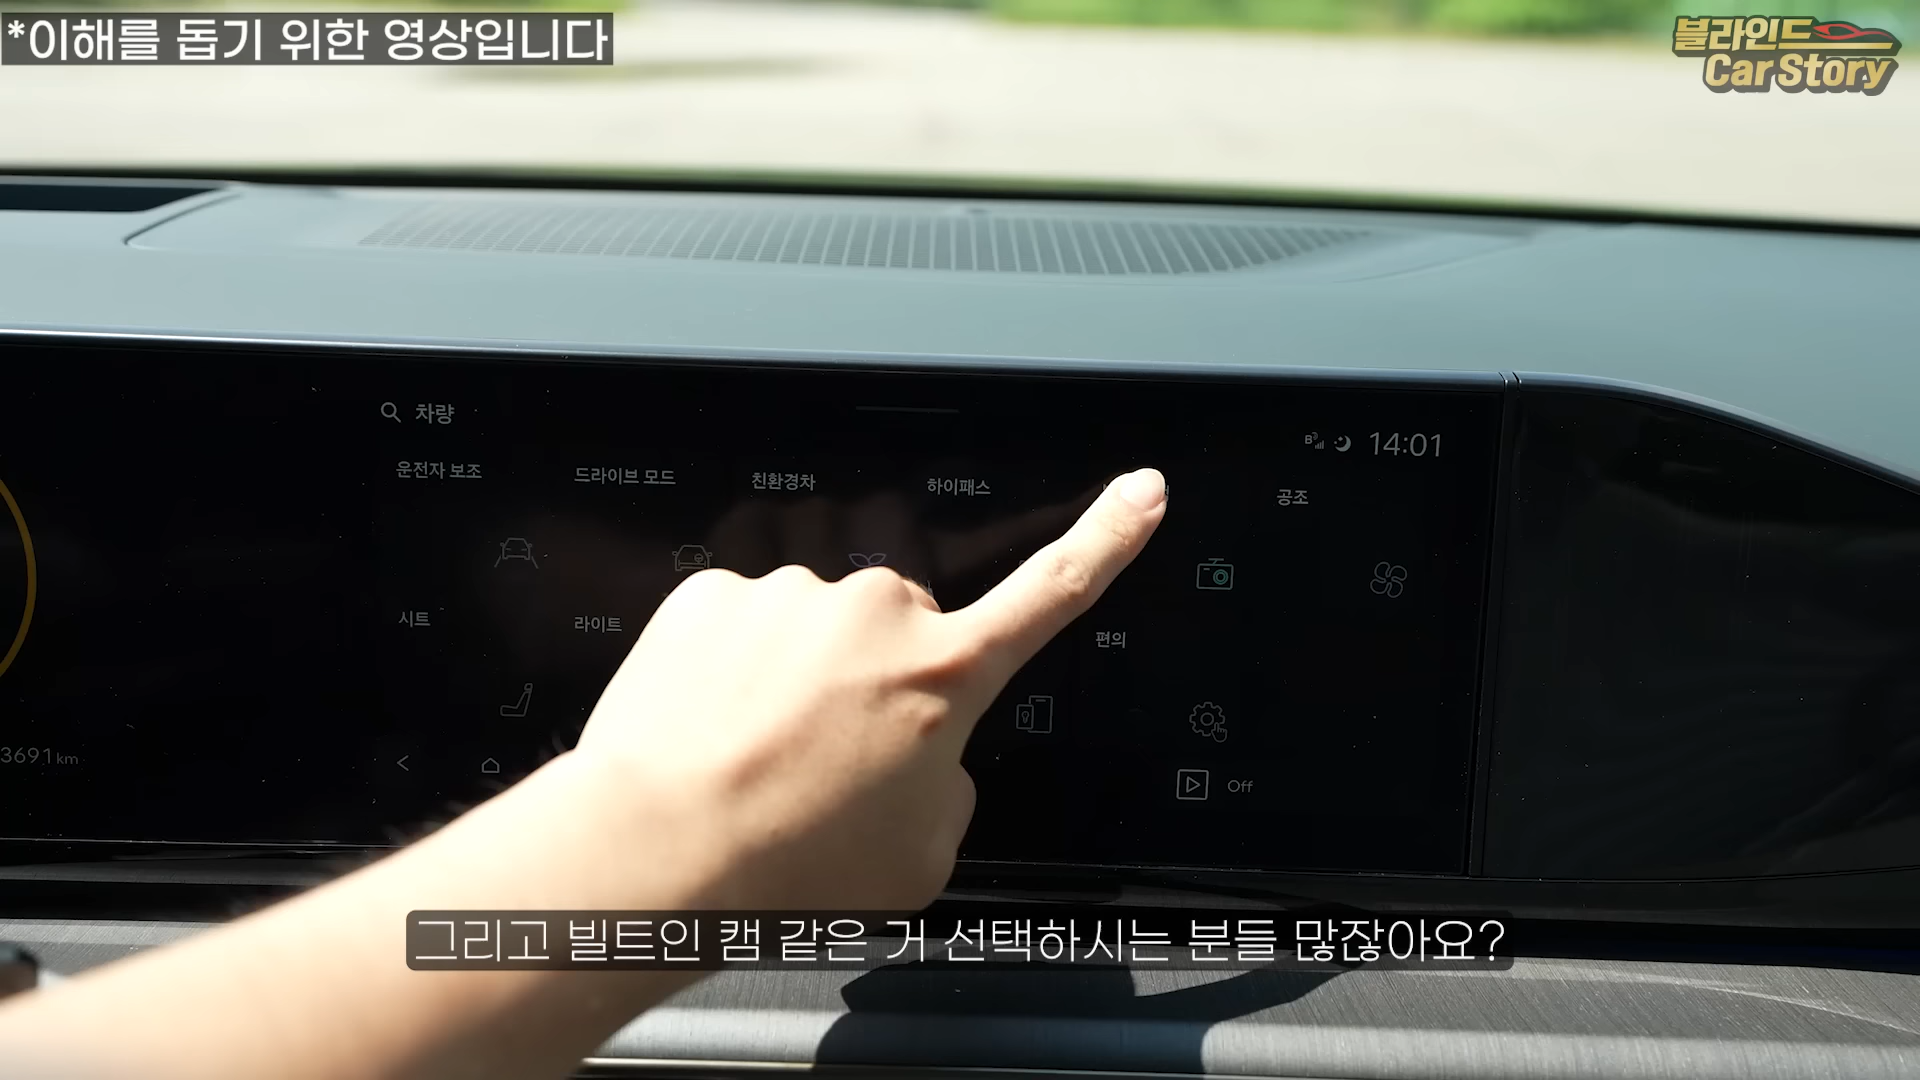 *이해를 돕기 위한 영상입니다
블라인드
Car Story
차량
14:01
운전자 보조
드라이브 모드
친환경차
하이패스
공조
시트
라이트
편의
3691 km
Off
그리고 빌트인 캠 같은 거 선택하시는 분들 많잖아요?